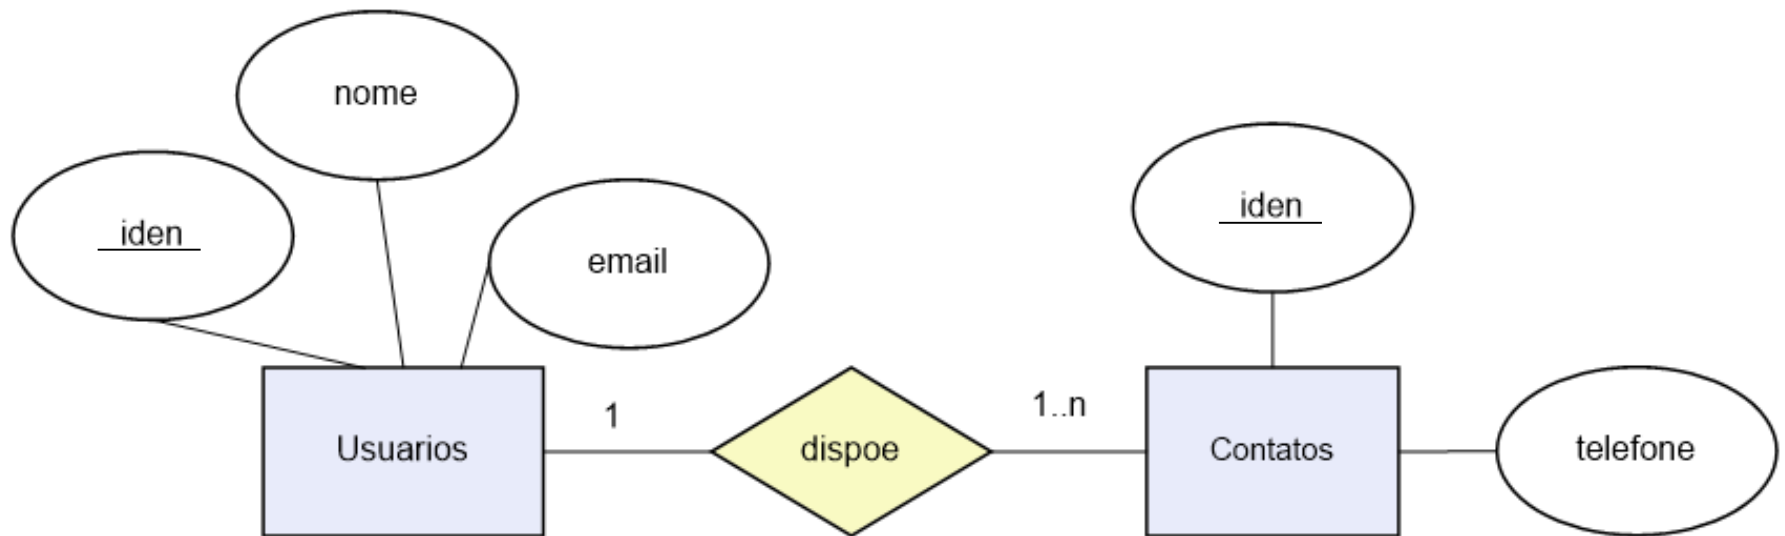 nome
iden
email
iden
1
1..n
Usuarios
dispoe
Contatos
telefone